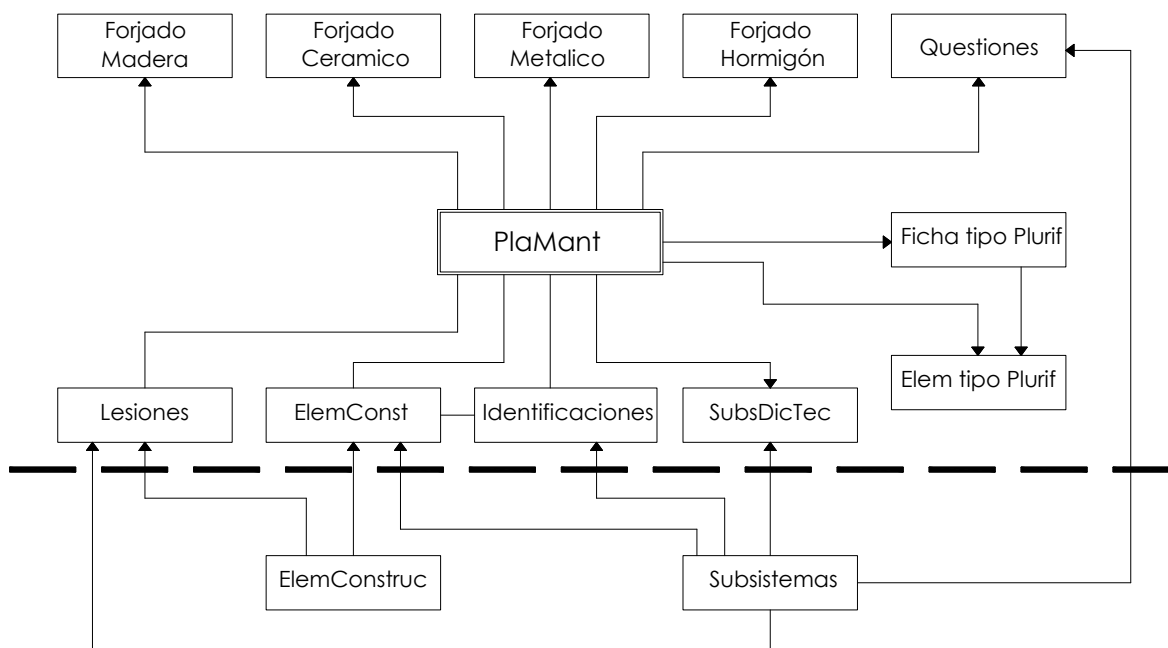 Forjado
Madera
Forjado
Ceramico
Forjado
Metalico
Forjado
Hormigón
Questiones
PlaMant
Ficha tipo Plurif
Elem tipo Plurif
Lesiones
ElemConst
Identificaciones
SubsDicTec
ElemConstruc
Subsistemas